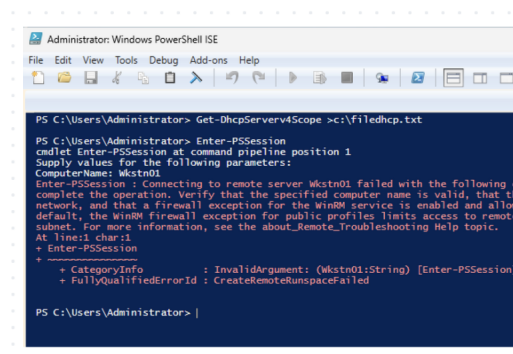 Administrator: Windows PowerShell ISE
File Edit View Tools Debug Add-ons Help
PS C:\Users\Administrator> Get-DhcpServerv4Scope >c:\filedhcp.txt
PS C:\Users\Administrator> Enter-PSSession
cmdlet Enter-PSSession at command pipeline position 1
Supply values for the following parameters:
ComputerName: Wkstn01
Enter-PSSession : Connecting to remote server Wkstn01 failed with the following
complete the operation. Verify that the specified computer name is valid, that
network, and that a firewall exception for the WinRM service is enabled and
default, the WinRM firewall exception for public profiles limits access to
subnet. For more information, see the about_Remote_Troubleshooting Help topic.
At line:1 char:1
+ Enter-PSSession
+ ~~~~~~~~~~~~~~~
+ CategoryInfo : InvalidArgument: (Wkstn01:String) [Enter-PSSession
+ FullyQualifiedErrorId : CreateRemoteRunspaceFailed
PS C:\Users\Administrator>